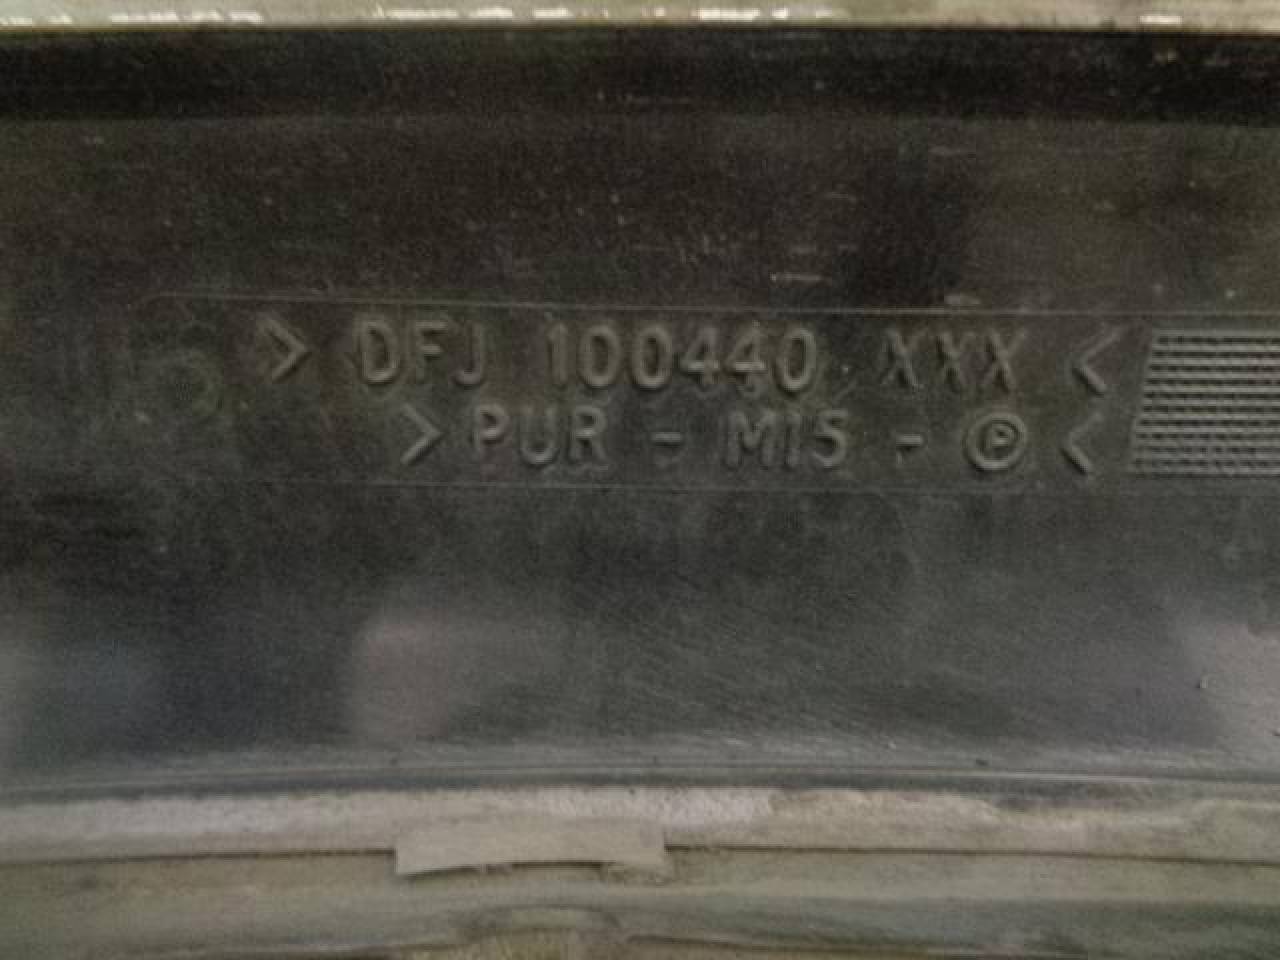 > DFJ 100440 XXX <
> PUR - M15 - Ⓟ <